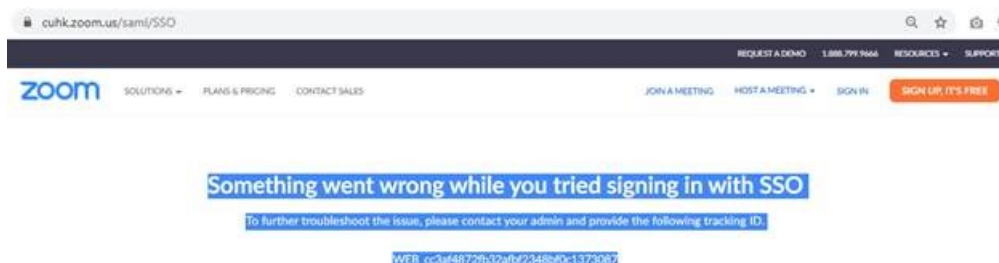 cuhk.zoom.us/saml/SSO
REQUEST A DEMO 1.888.799.9666 RESOURCES SUPPORT
zoom SOLUTIONS PLANS & PRICING CONTACT SALES JOIN A MEETING HOST A MEETING SIGN IN SIGN UP, IT'S FREE
Something went wrong while you tried signing in with SSO
To further troubleshoot the issue, please contact your admin and provide the following tracking ID.
WEB_cc3af4872fb32afbf2348bf0c1373087